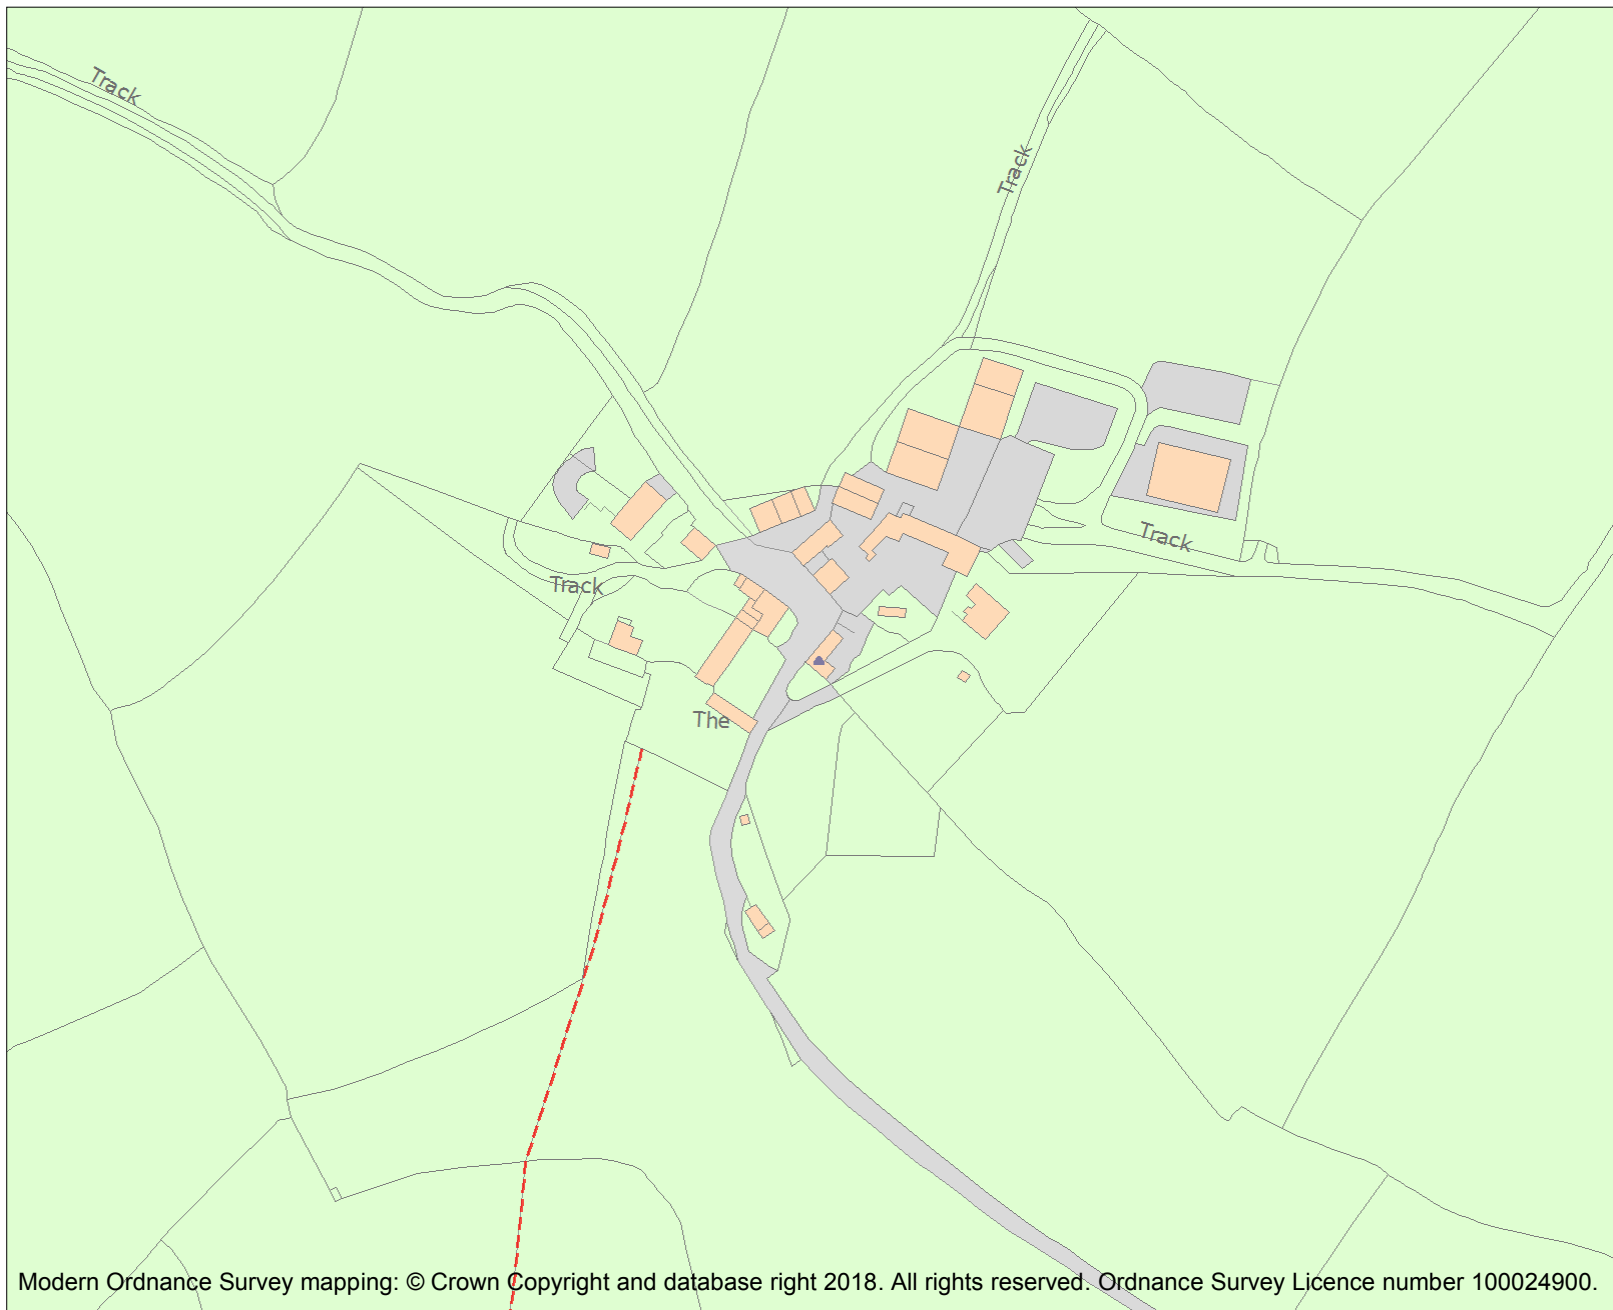 Track
Track
Track
Track
The
Modern Ordnance Survey mapping: © Crown Copyright and database right 2018. All rights reserved. Ordnance Survey Licence number 100024900.